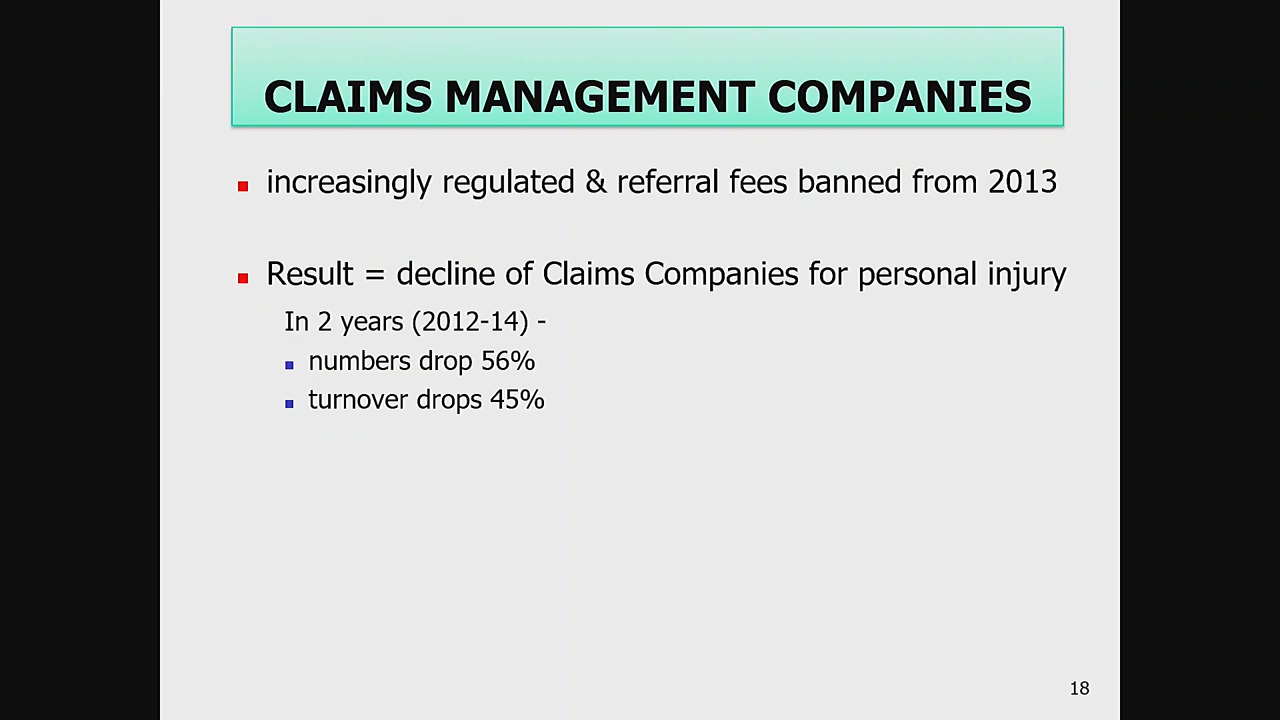 CLAIMS MANAGEMENT COMPANIES
increasingly regulated & referral fees banned from 2013
Result = decline of Claims Companies for personal injury
In 2 years (2012-14) -
numbers drop 56%
turnover drops 45%
18